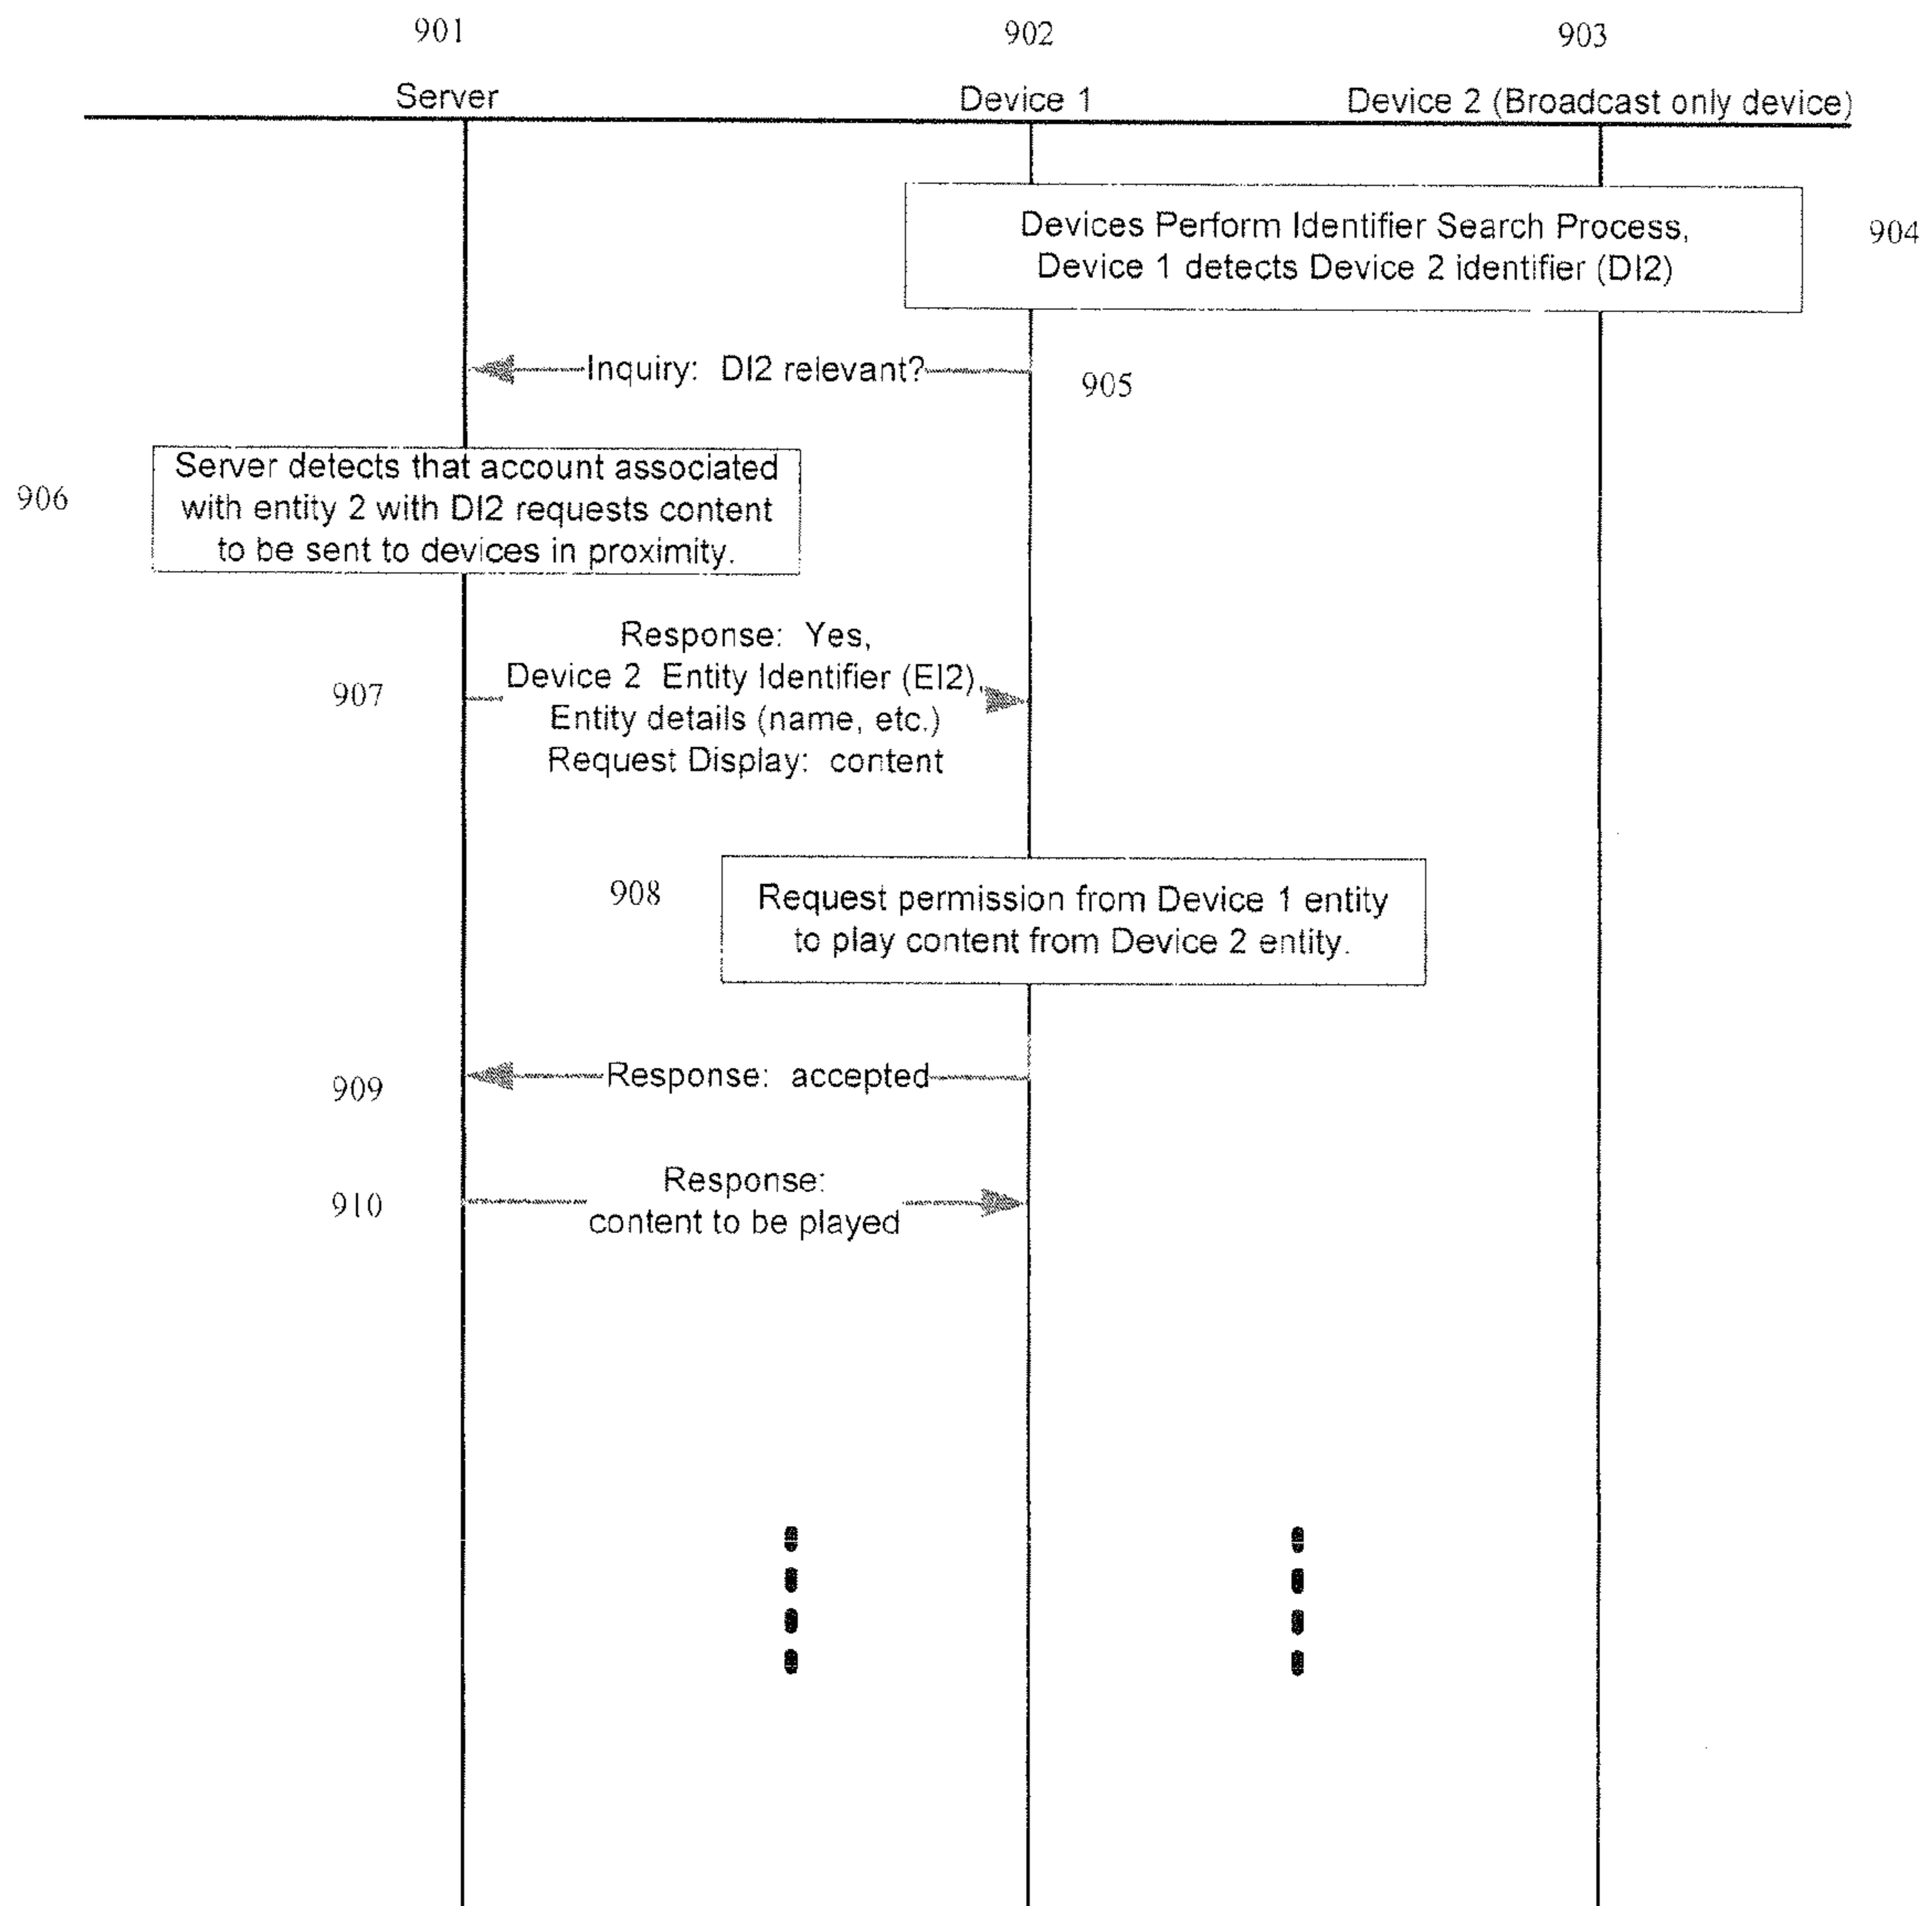 901
902
903
Server
Device 1
Device 2 (Broadcast only device)
Devices Perform Identifier Search Process,
Device 1 detects Device 2 identifier (DI2)
904
Inquiry: DI2 relevant?
905
906
Server detects that account associated
with entity 2 with DI2 requests content
to be sent to devices in proximity.
907
Response: Yes,
Device 2 Entity Identifier (EI2),
Entity details (name, etc.)
Request Display: content
908
Request permission from Device 1 entity
to play content from Device 2 entity.
909
Response: accepted
910
Response:
content to be played